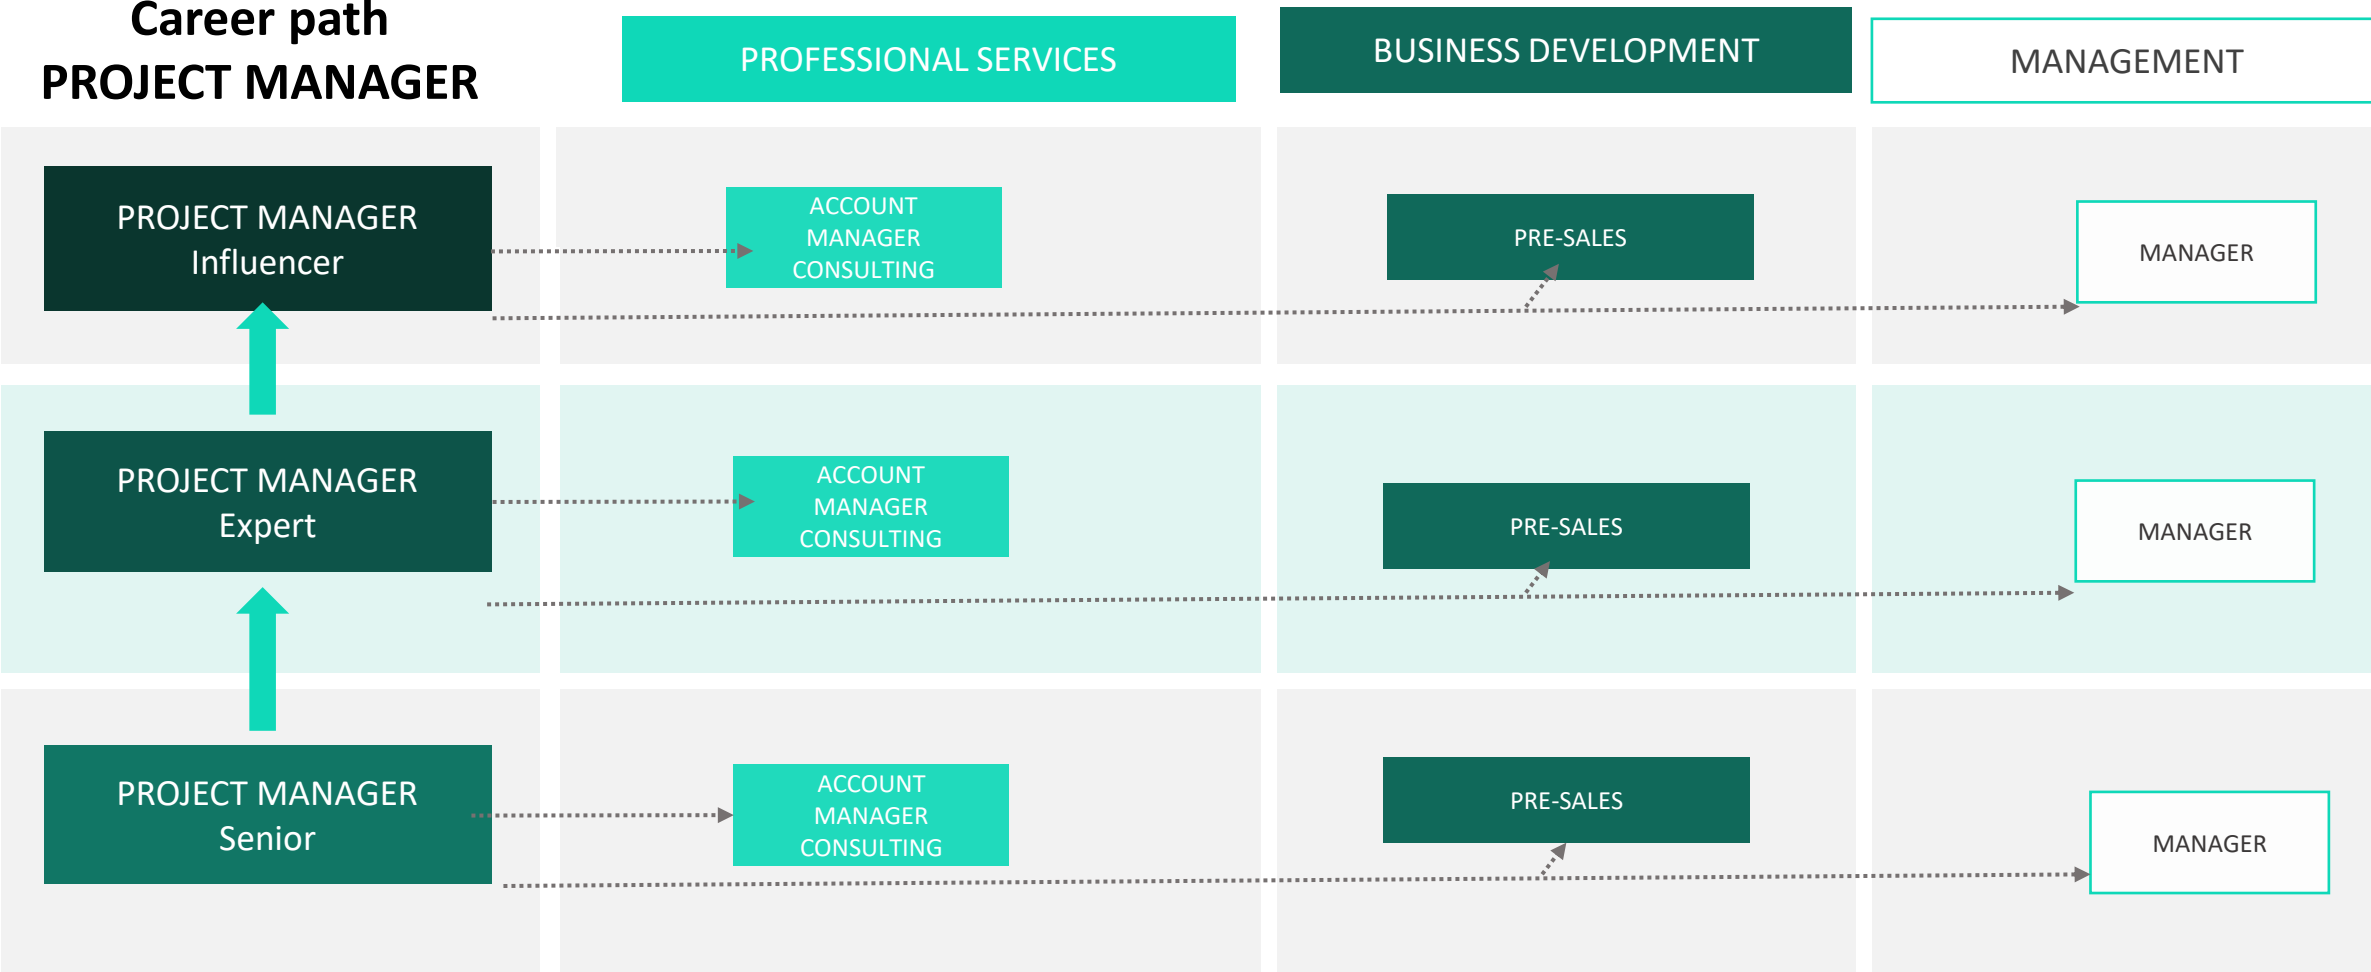 Career path
PROJECT MANAGER
PROFESSIONAL SERVICES
BUSINESS DEVELOPMENT
MANAGEMENT
PROJECT MANAGER
Influencer
ACCOUNT
MANAGER
CONSULTING
PRE-SALES
MANAGER
PROJECT MANAGER
Expert
ACCOUNT
MANAGER
CONSULTING
PRE-SALES
MANAGER
PROJECT MANAGER
Senior
ACCOUNT
MANAGER
CONSULTING
PRE-SALES
MANAGER